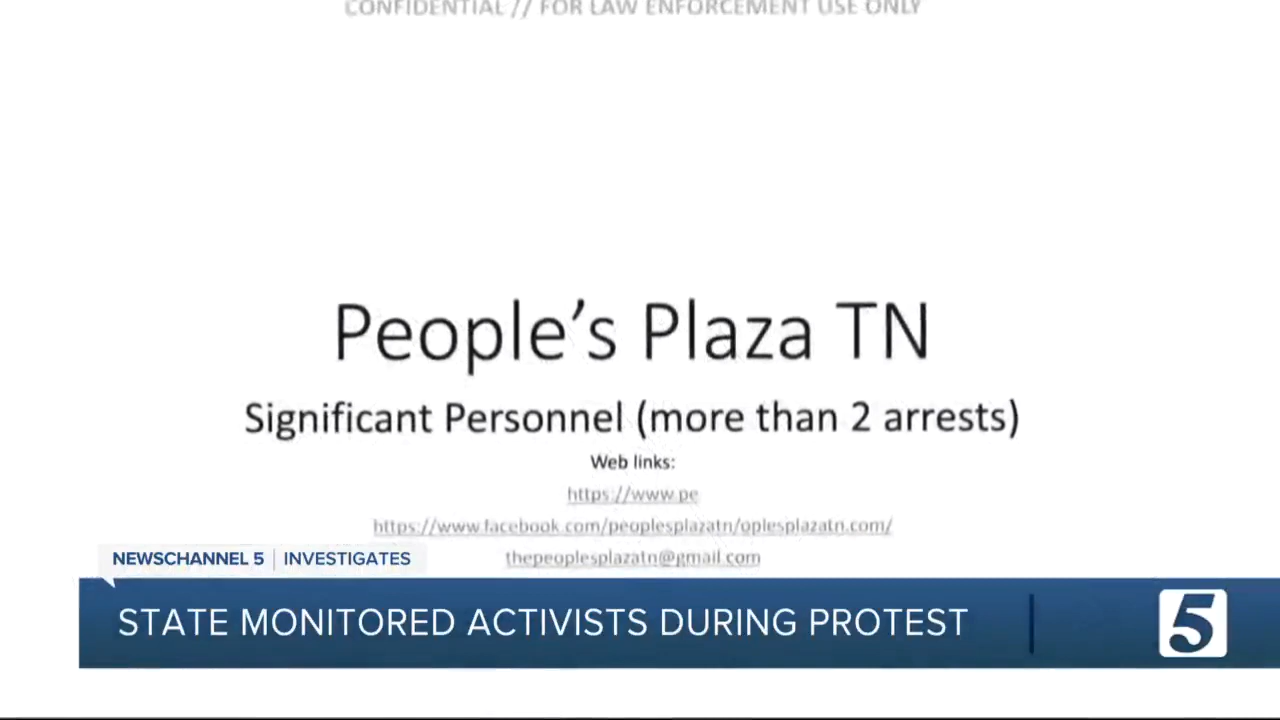 CONFIDENTIAL // FOR LAW ENFORCEMENT USE ONLY
People's Plaza TN
Significant Personnel (more than 2 arrests)
Web links:
https://www.pe
https://www.facebook.com/peoplesplazatn/oplesplazatn.com/
thepeoplesplazatn@gmail.com
NEWSCHANNEL 5 | INVESTIGATES
STATE MONITORED ACTIVISTS DURING PROTEST
5